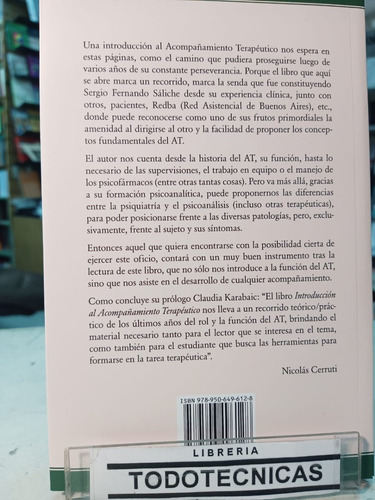 Una introducción al Acompañamiento Terapéutico nos espera en
estas páginas, como el camino que pudiera proseguirse luego de
varios años de su constante perseverancia. Porque el libro que aquí
se abre marca un recorrido, marca la senda que fue constituyendo
Sergio Fernando Sáliche desde su experiencia clínica, junto con
otros, pacientes, Redba (Red Asistencial de Buenos Aires), etc.,
donde puede reconocerse como uno de sus frutos primordiales la
amenidad al dirigirse al otro y la facilidad de proponer los concep-
tos fundamentales del AT.
El autor nos cuenta desde la historia del AT, su función, hasta lo
necesario de las supervisiones, el trabajo en equipo o el manejo de
los psicofármacos (entre otras tantas cosas). Pero va más allá, gracias
a su formación psicoanalítica, puede proponernos las diferencias
entre la psiquiatría y el psicoanálisis (incluso otras terapéuticas),
para poder posicionarse frente a las diversas patologías, pero, exclu-
sivamente, frente al sujeto y sus síntomas.
Entonces aquel que quiera encontrarse con la posibilidad cierta de
ejercer este oficio, contará con un muy buen instrumento tras la
lectura de este libro, que no sólo nos introduce a la función del AT,
sino que nos asiste en el desarrollo de cualquier acompañamiento.
Como concluye su prólogo Claudia Karabaic: "El libro Introducción
al Acompañamiento Terapéutico nos lleva a un recorrido teórico/prác-
tico de los últimos años del rol y la función del AT, brindando el
material necesario tanto para el lector que se interesa en el tema,
como también para el estudiante que busca las herramientas para
formarse en la tarea terapéutica".
Nicolás Cerruti
ISBN 978-950-649-612-8
LIBRERIA
TODOTECNICAS